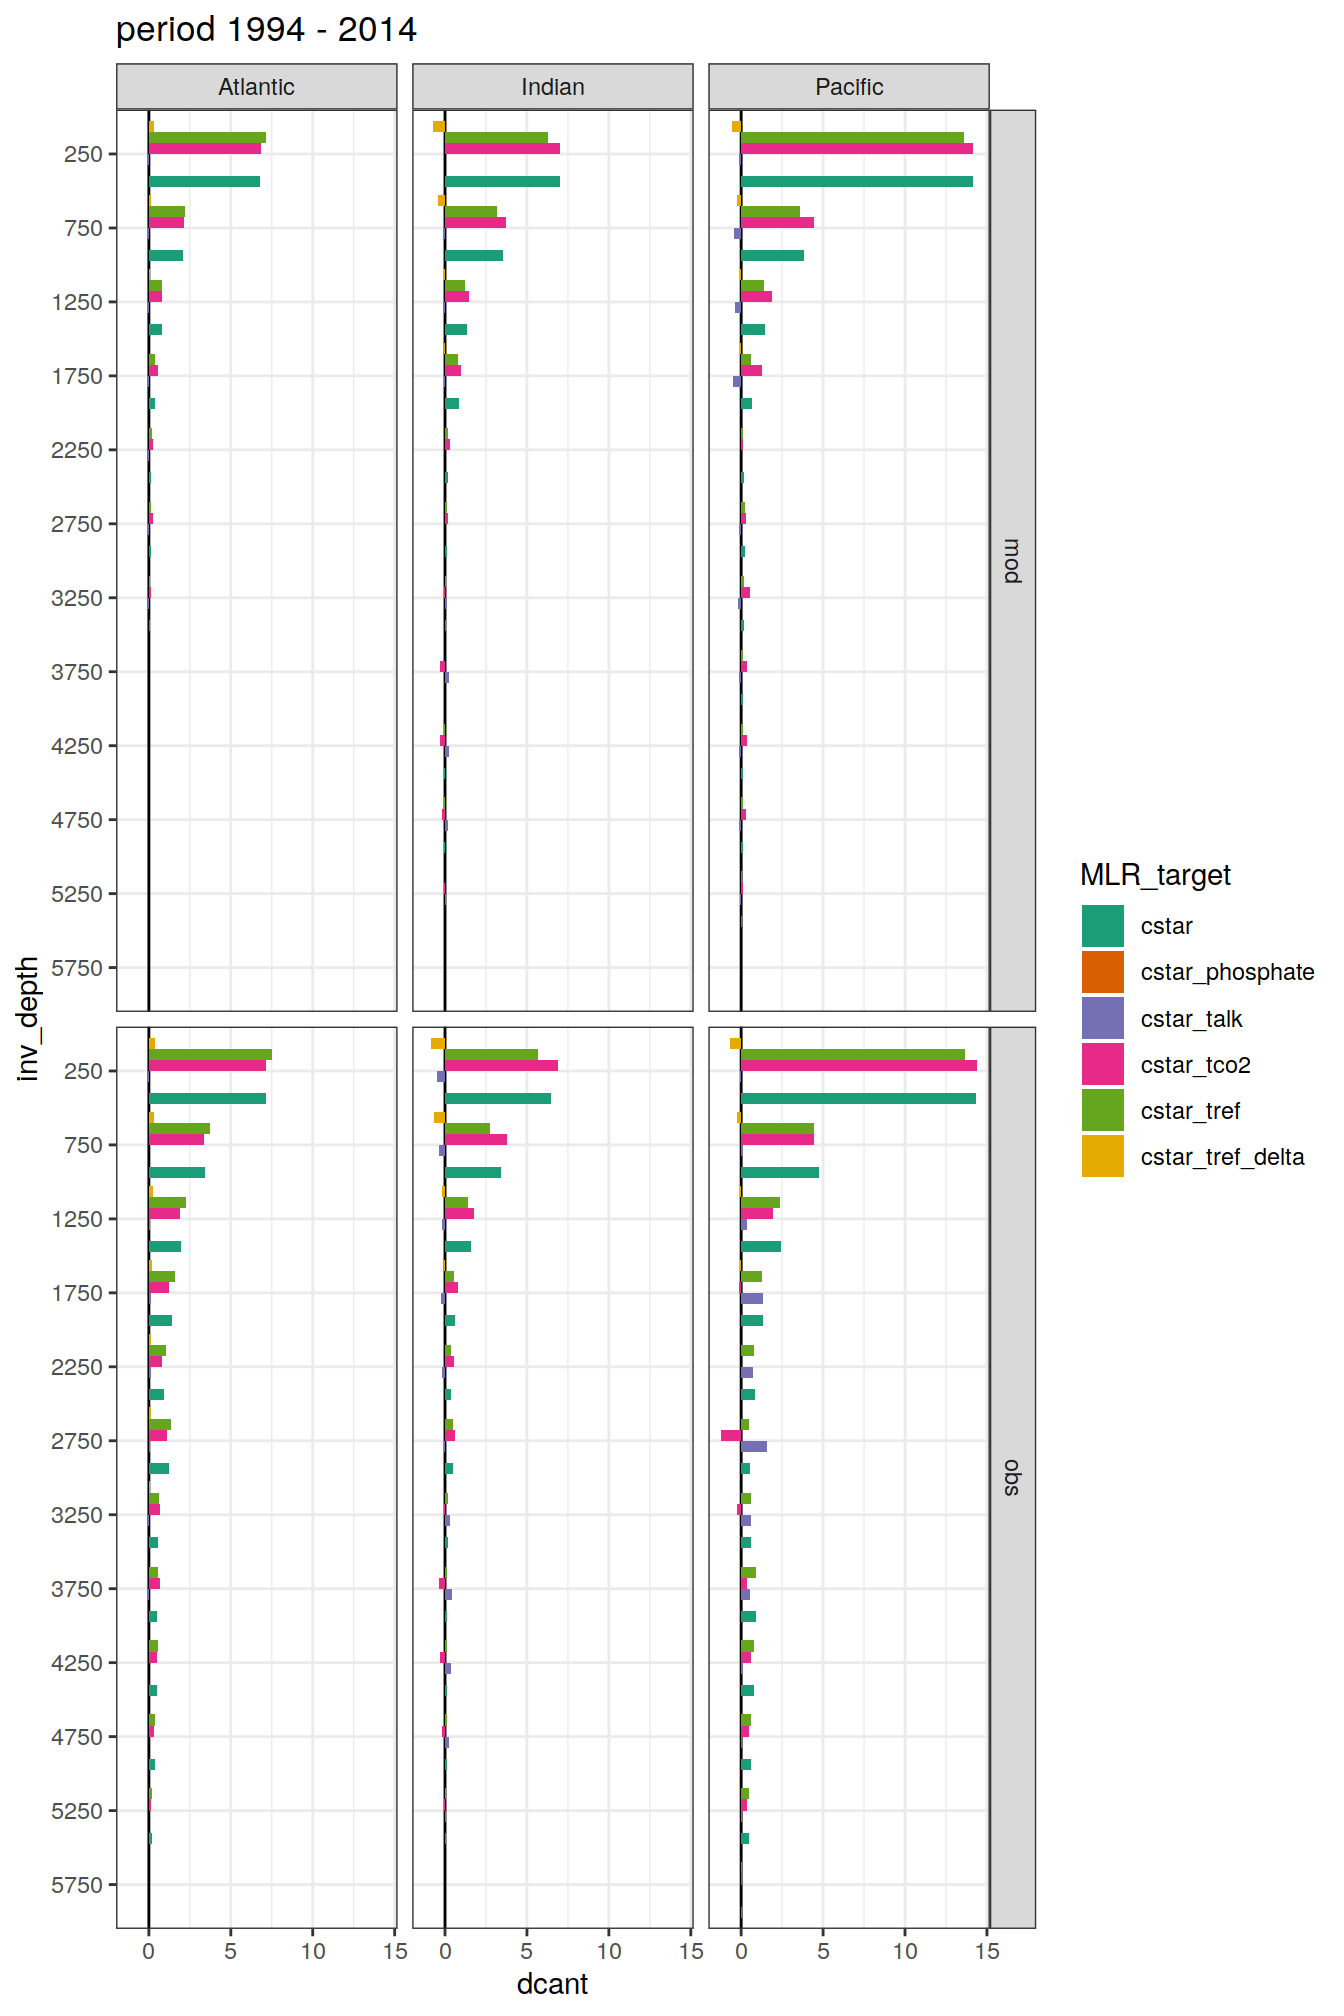 period 1994 - 2014
Atlantic Indian Pacific
250
750
1250
1750
2250
2750
3250
3750
4250
4750
5250
5750
mod
inv_depth
250
750
1250
1750
2250
2750
3250
3750
4250
4750
5250
5750
obs
0 5 10 15 0 5 10 15 0 5 10 15
dcant
MLR_target
cstar
cstar_phosphate
cstar_talk
cstar_tco2
cstar_tref
cstar_tref_delta